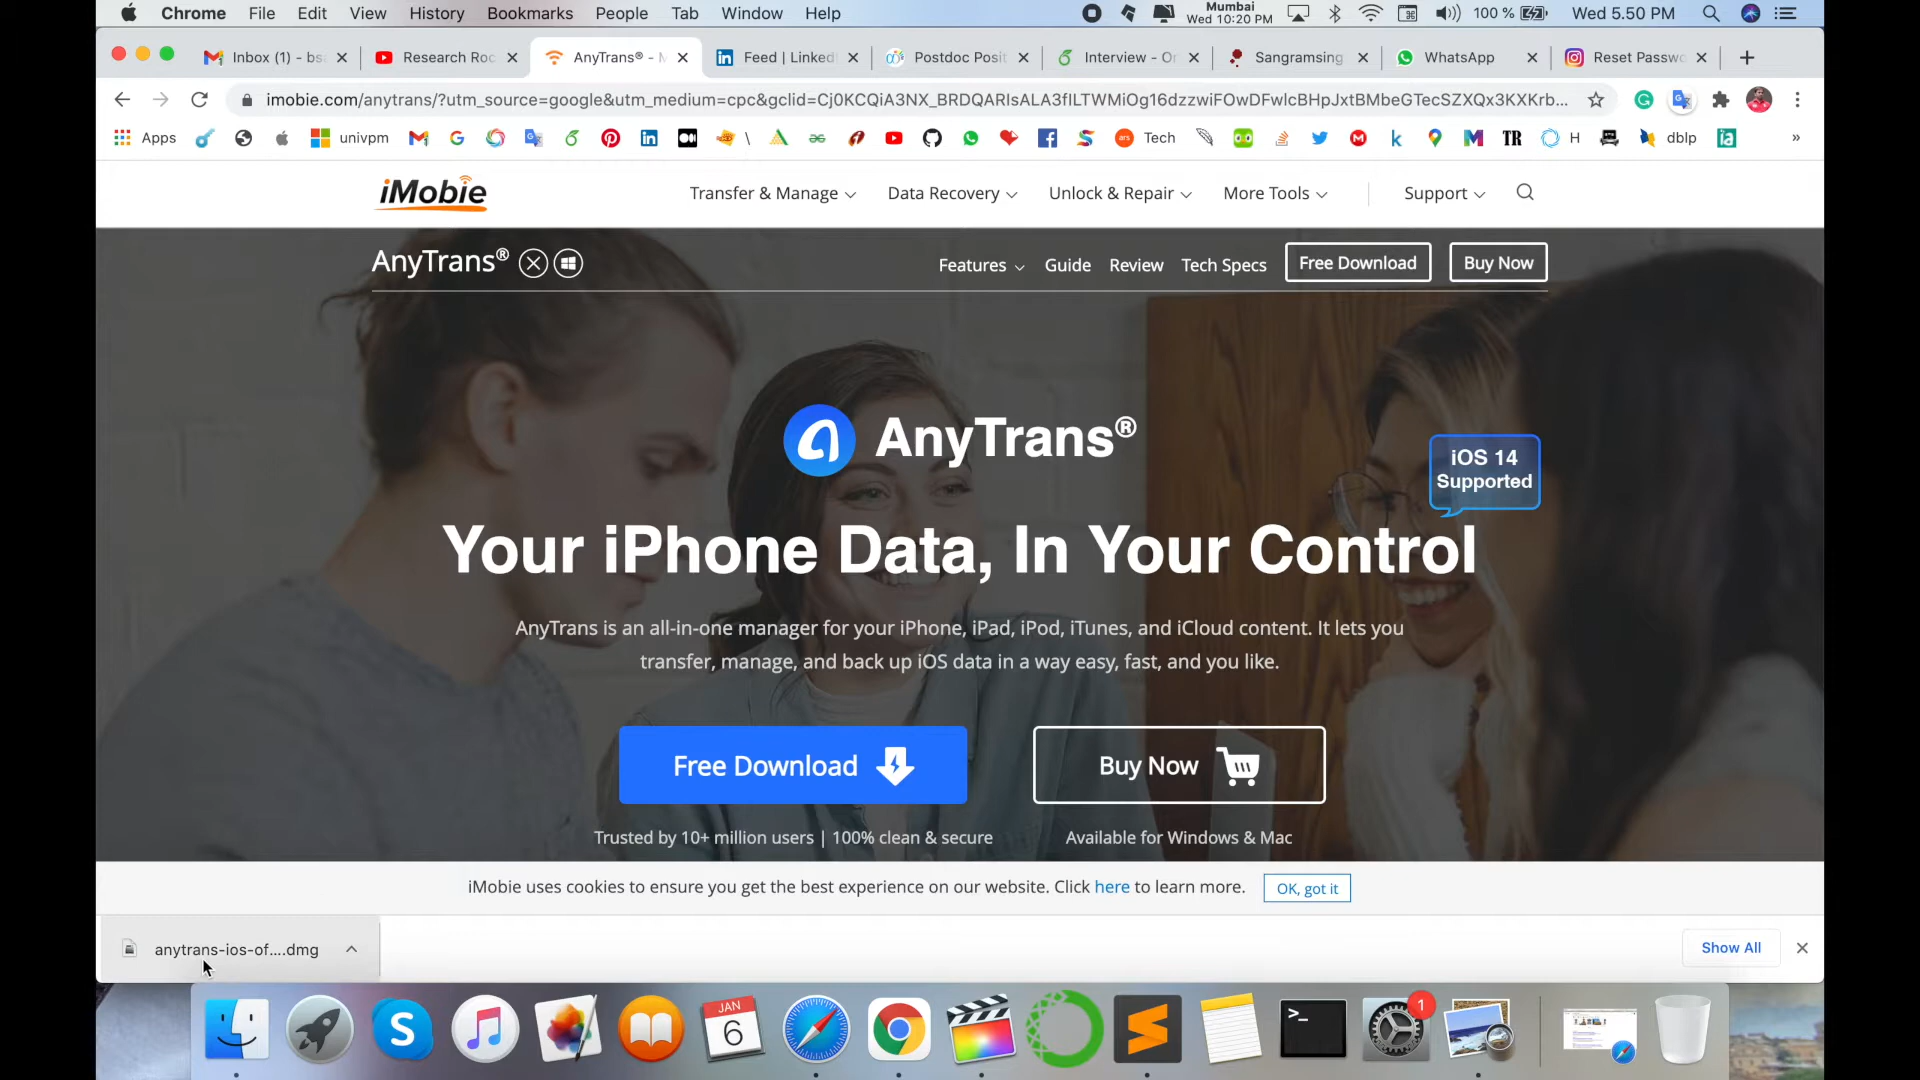 Chrome File Edit View History Bookmarks People Tab Window Help
Mumbai
Wed 10:20 PM
100 %
Wed 5.50 PM
Inbox (1) - bs
Research Roc
AnyTrans® - M
Feed | Linked
Postdoc Posit
Interview - Or
Sangramsing
WhatsApp
Reset Passwo
imobie.com/anytrans/?utm_source=google&utm_medium=cpc&gclid=Cj0KCQiA3NX_BRDQARIsALA3fILTWMiOg16dzzwiFOwDFwlcBHpJxtBMbeGTecSZXQx3KXKrb...
Apps
univpm
\
Tech
TR
H
dblp
»
iMobie
Transfer & Manage
Data Recovery
Unlock & Repair
More Tools
Support
AnyTrans®
Features
Guide
Review
Tech Specs
Free Download
Buy Now
AnyTrans®
iOS 14
Supported
Your iPhone Data, In Your Control
AnyTrans is an all-in-one manager for your iPhone, iPad, iPod, iTunes, and iCloud content. It lets you
transfer, manage, and back up iOS data in a way easy, fast, and you like.
Free Download
Buy Now
Trusted by 10+ million users | 100% clean & secure
Available for Windows & Mac
iMobie uses cookies to ensure you get the best experience on our website. Click here to learn more.
OK, got it
anytrans-ios-of....dmg
Show All
JAN
6
1